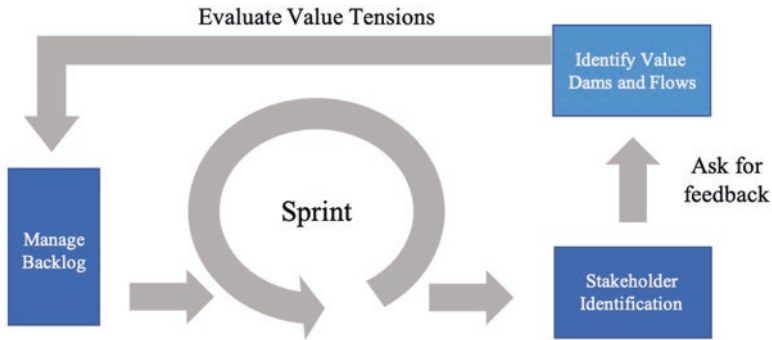 Evaluate Value Tensions
Identify Value
Dams and Flows
Ask for
feedback
Sprint
Manage
Backlog
Stakeholder
Identification